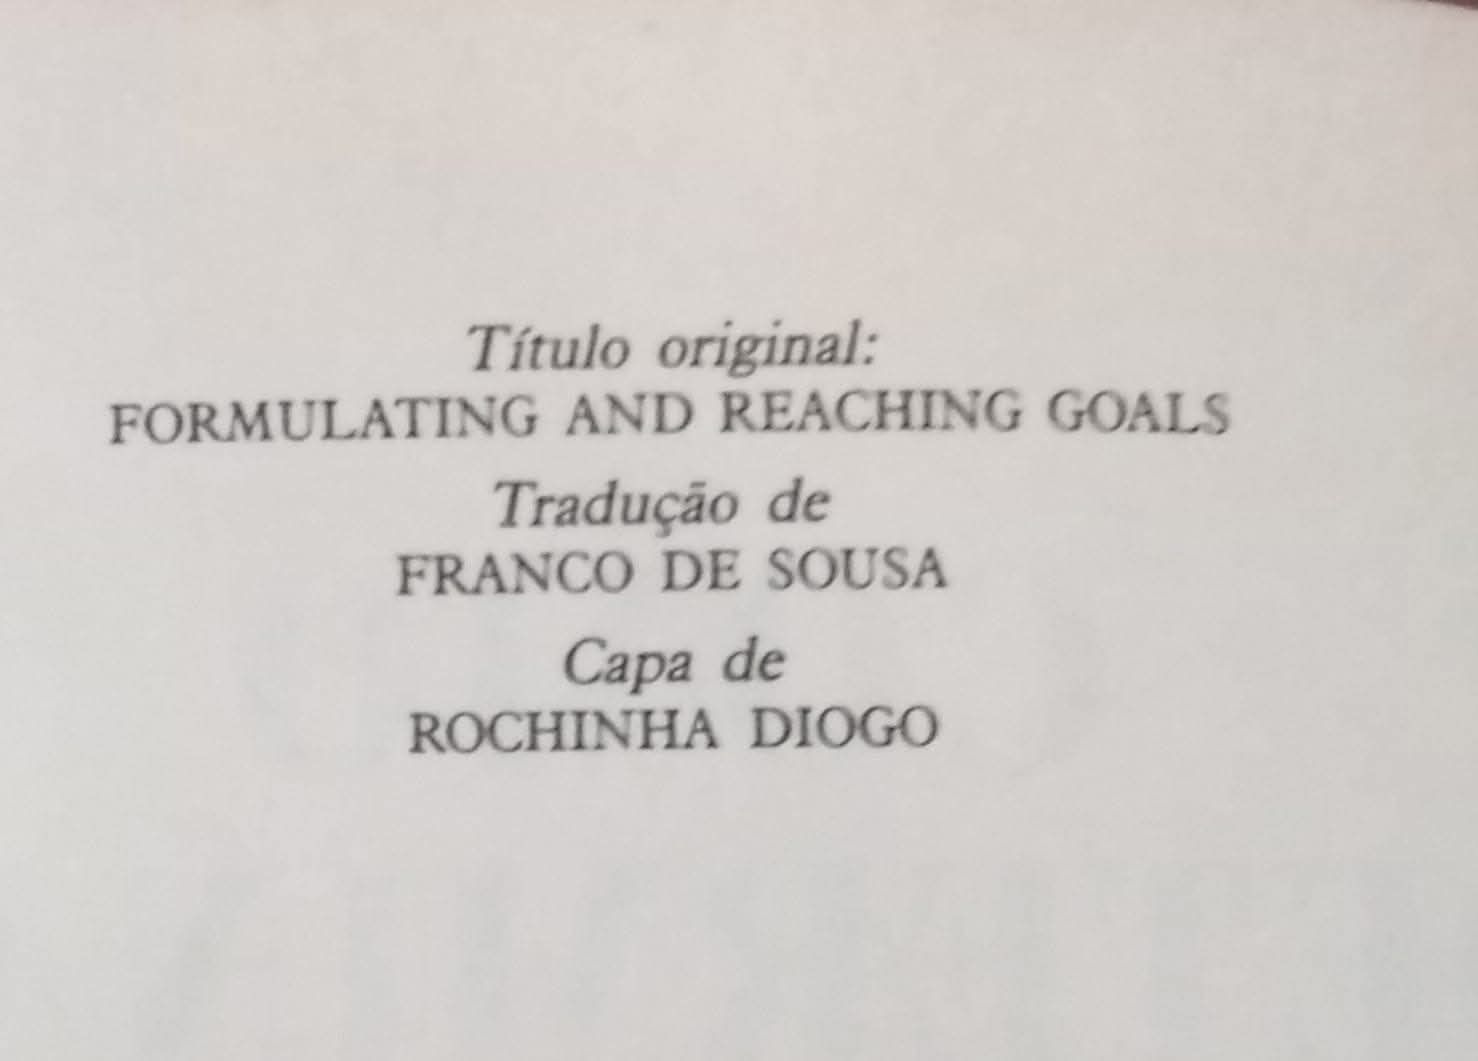 Título original:
FORMULATING AND REACHING GOALS
Tradução de
FRANCO DE SOUSA
Capa de
ROCHINHA DIOGO